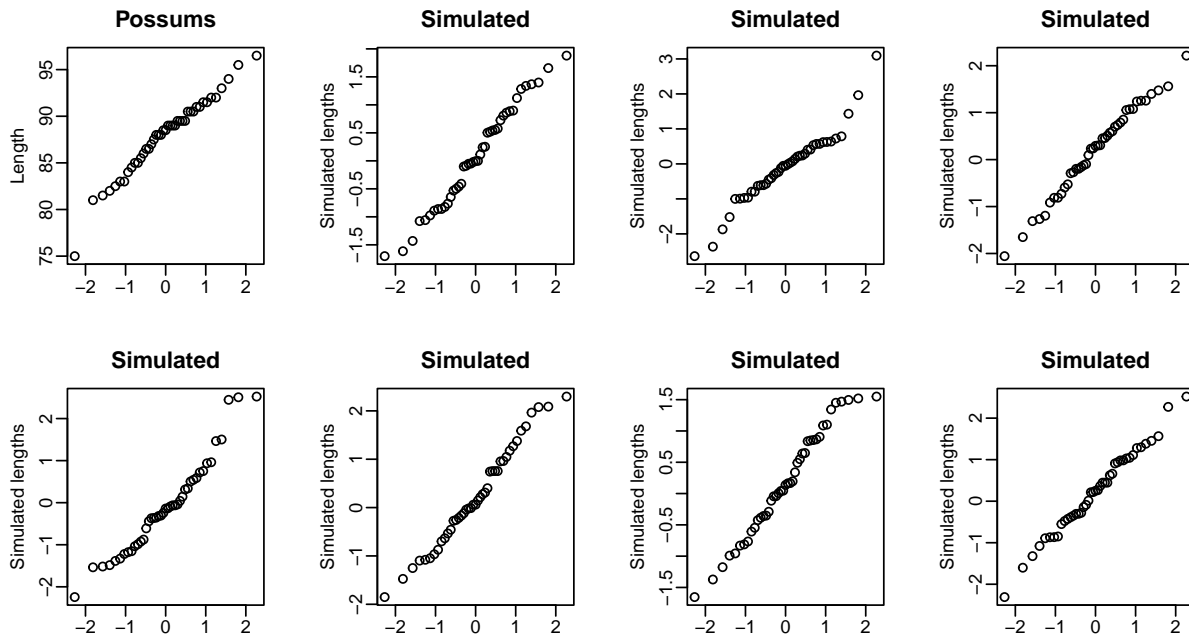 Possums
Length
75 80 85 90 95
−2 −1 0 1 2
Simulated
Simulated lengths
−1.5 −0.5 0.5 1.5
−2 −1 0 1 2
Simulated
Simulated lengths
−2 0 1 2 3
−2 −1 0 1 2
Simulated
Simulated lengths
−2 −1 0 1 2
−2 −1 0 1 2
Simulated
Simulated lengths
−2 −1 0 1 2
−2 −1 0 1 2
Simulated
Simulated lengths
−2 −1 0 1 2
−2 −1 0 1 2
Simulated
Simulated lengths
−1.5 −0.5 0.5 1.5
−2 −1 0 1 2
Simulated
Simulated lengths
−2 −1 0 1 2
−2 −1 0 1 2